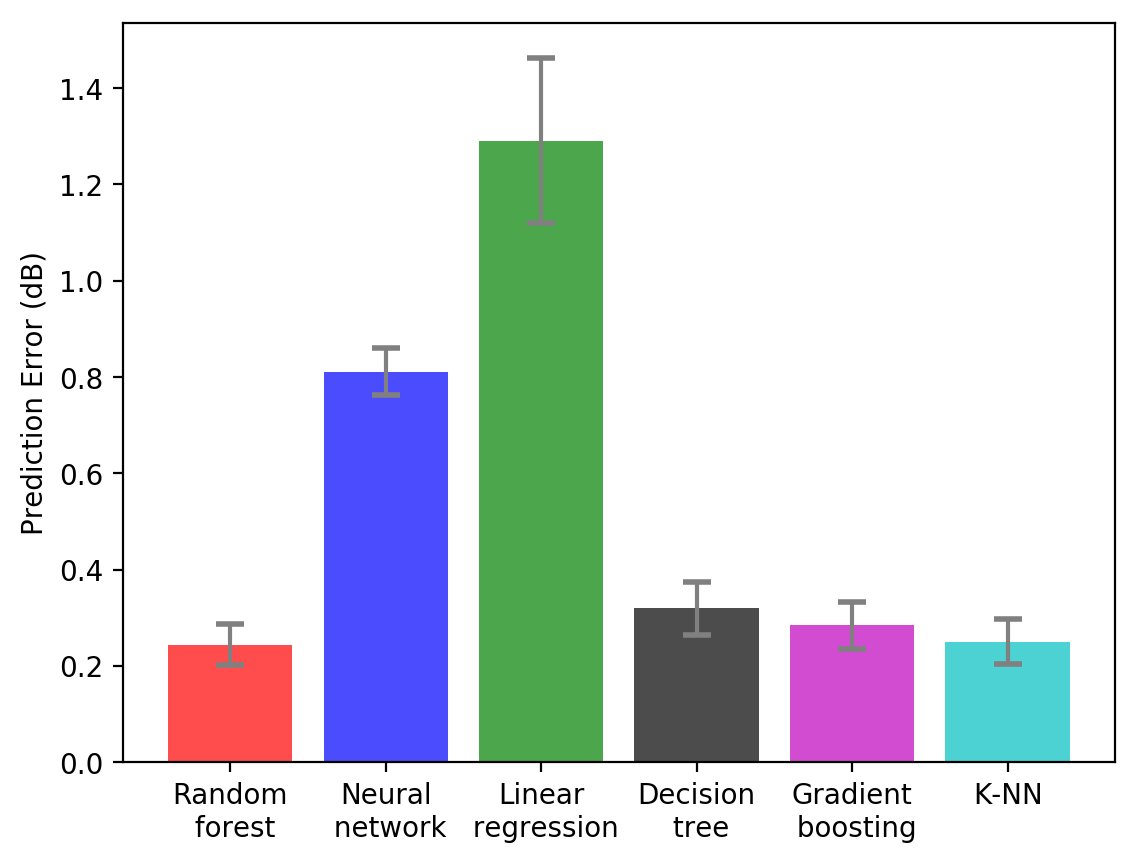 Prediction Error (dB)
1.4
1.2
1.0
0.8
0.6
0.4
0.2
0.0
Random
forest
Neural
network
Linear
regression
Decision
tree
Gradient
boosting
K-NN